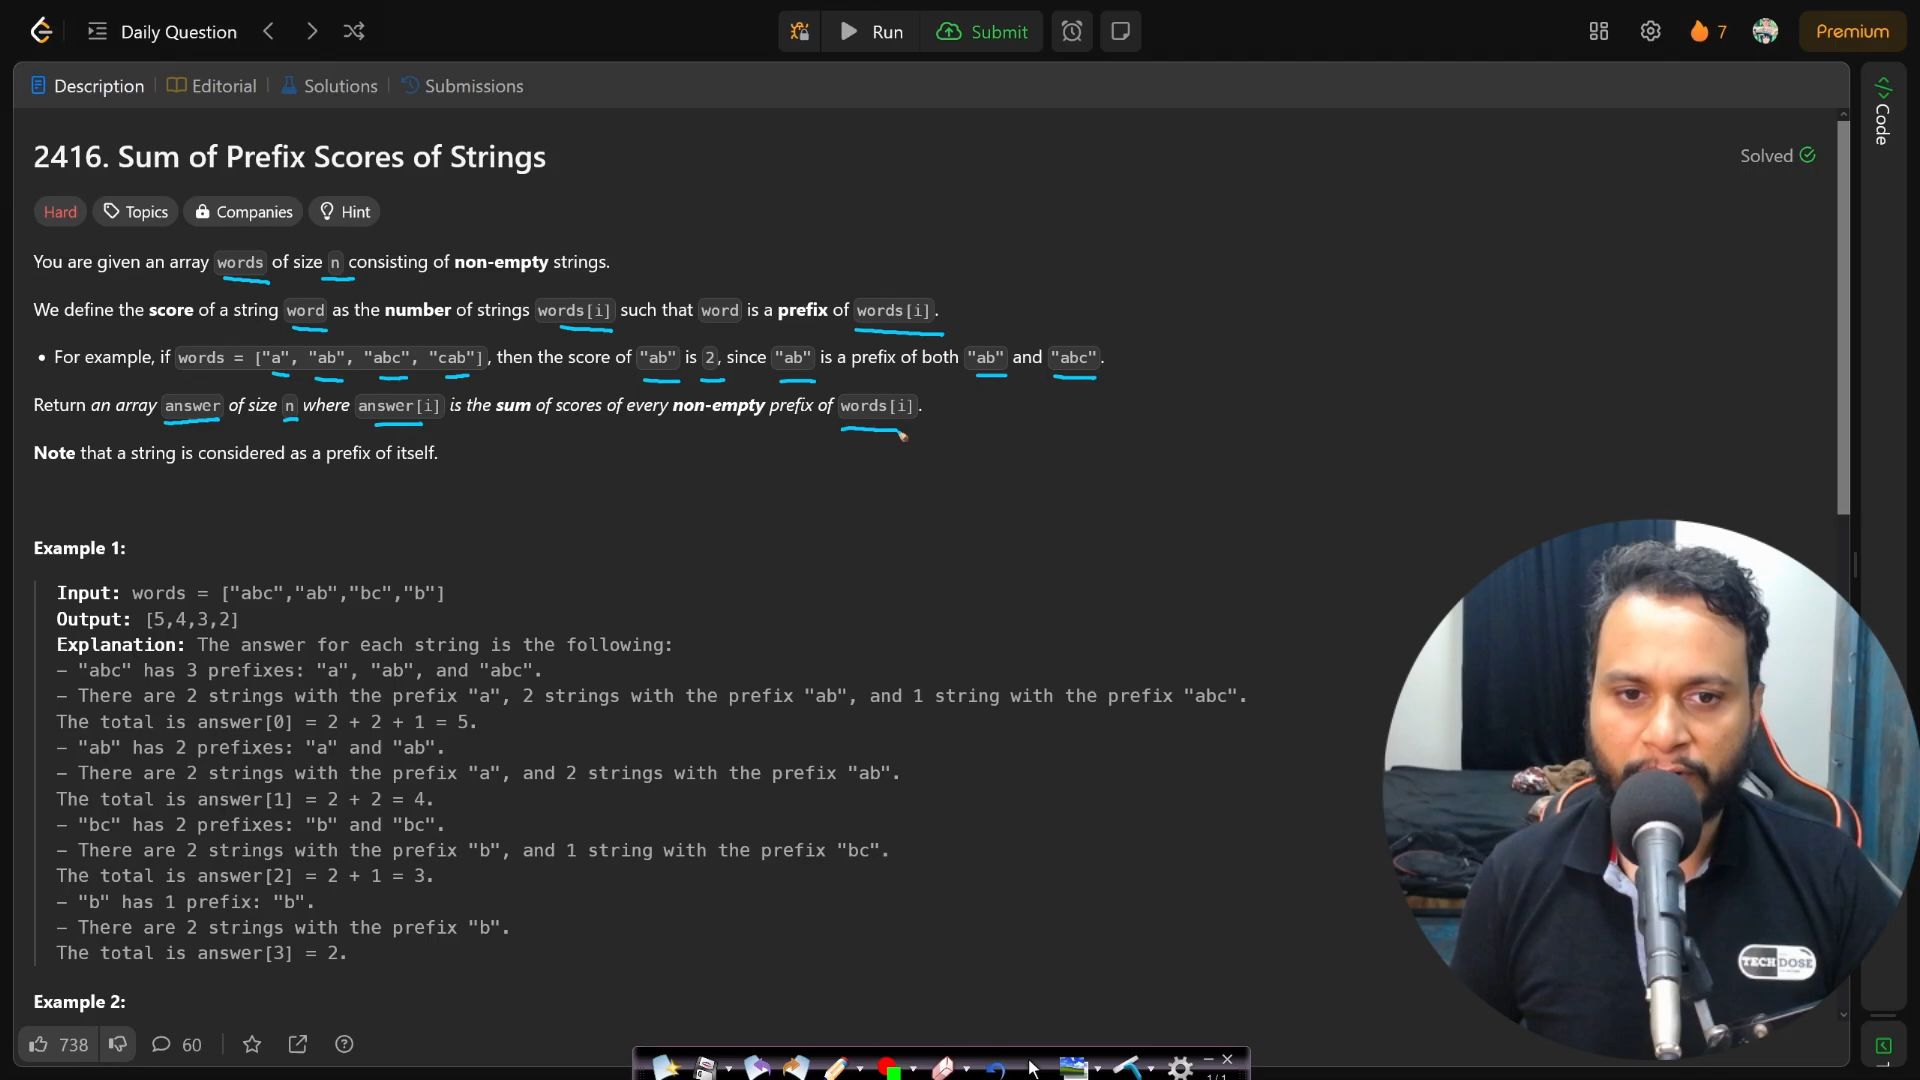 Daily Question
Run
Submit
7
Premium
Description
Editorial
Solutions
Submissions
Code
2416. Sum of Prefix Scores of Strings
Solved
Hard
Topics
Companies
Hint
You are given an array words of size n consisting of non-empty strings.
We define the score of a string word as the number of strings words[i] such that word is a prefix of words[i].
• For example, if words = ["a", "ab", "abc", "cab"], then the score of "ab" is 2, since "ab" is a prefix of both "ab" and "abc".
Return an array answer of size n where answer[i] is the sum of scores of every non-empty prefix of words[i].
Note that a string is considered as a prefix of itself.
Example 1:
Input: words = ["abc","ab","bc","b"]
Output: [5,4,3,2]
Explanation: The answer for each string is the following:
- "abc" has 3 prefixes: "a", "ab", and "abc".
- There are 2 strings with the prefix "a", 2 strings with the prefix "ab", and 1 string with the prefix "abc".
The total is answer[0] = 2 + 2 + 1 = 5.
- "ab" has 2 prefixes: "a" and "ab".
- There are 2 strings with the prefix "a", and 2 strings with the prefix "ab".
The total is answer[1] = 2 + 2 = 4.
- "bc" has 2 prefixes: "b" and "bc".
- There are 2 strings with the prefix "b", and 1 string with the prefix "bc".
The total is answer[2] = 2 + 1 = 3.
- "b" has 1 prefix: "b".
- There are 2 strings with the prefix "b".
The total is answer[3] = 2.
Example 2:
738
60
TECH DOSE
1/1